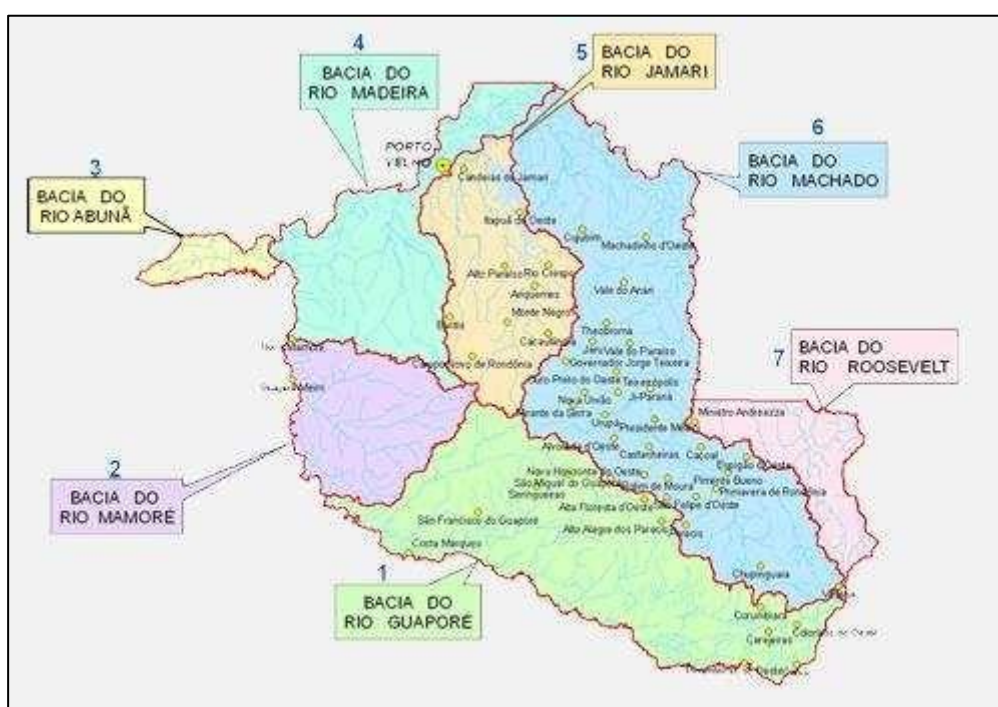 4
BACIA DO
RIO MADEIRA
5
BACIA DO
RIO JAMARI
6
BACIA DO
RIO MACHADO
3
BACIA DO
RIO ABUNÃ
PORTO
VELHO
Candeias do Jamari
Itapuã do Oeste
Cujubim
Machadinho d'Oeste
Alto Paraíso
Rio Crespo
Ariquemes
Vale do Anari
Monte Negro
Buritis
Theobroma
Cacaulândia
Jaru
Vale do Paraíso
Governador Jorge Teixeira
Campo Novo de Rondônia
7
BACIA DO
RIO ROOSEVELT
Ouro Preto do Oeste
Teixeirópolis
Nova União
Ji-Paraná
Mirante da Serra
Urupá
Presidente Médici
Ministro Andreazza
Alvorada d'Oeste
Castanheiras
Cacoal
Espigão d'Oeste
Nova Horizonte do Oeste
São Miguel do Guaporé
Rolim de Moura
Pimenta Bueno
Primavera de Rondônia
Seringueiras
Alta Floresta d'Oeste
São Felipe d'Oeste
2
BACIA DO
RIO MAMORÉ
São Francisco do Guaporé
Alto Alegre dos Parecis
Parecis
Costa Marques
Chupinguaia
1
BACIA DO
RIO GUAPORÉ
Corumbiara
Cerejeiras